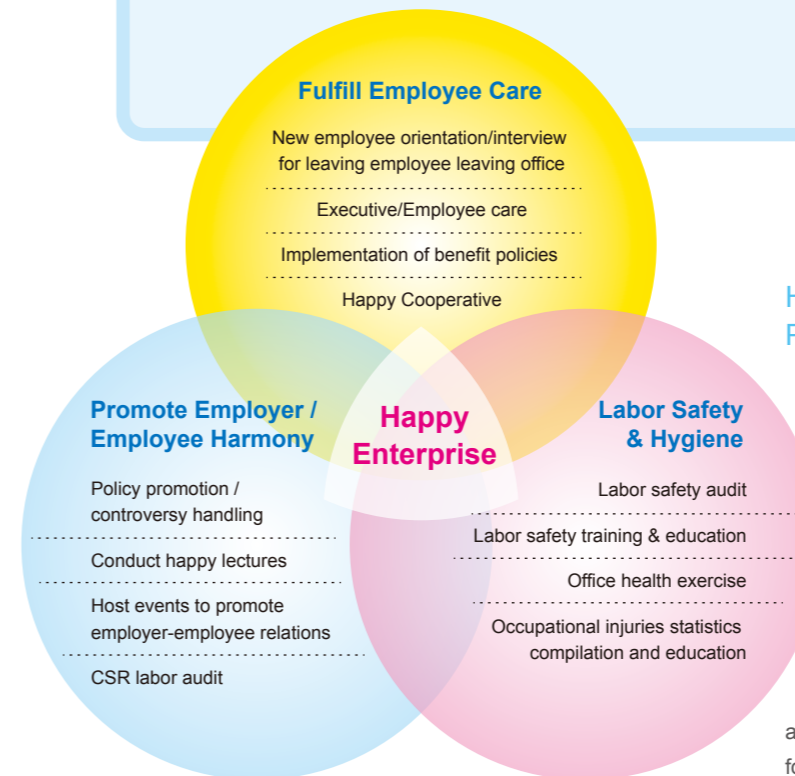 Fulfill Employee Care
New employee orientation/interview
for leaving employee leaving office
Executive/Employee care
Implementation of benefit policies
Happy Cooperative
Promote Employer /
Employee Harmony
Policy promotion /
controversy handling
Conduct happy lectures
Host events to promote
employer-employee relations
CSR labor audit
Happy
Enterprise
Labor Safety
& Hygiene
Labor safety audit
Labor safety training & education
Office health exercise
Occupational injuries statistics
compilation and education